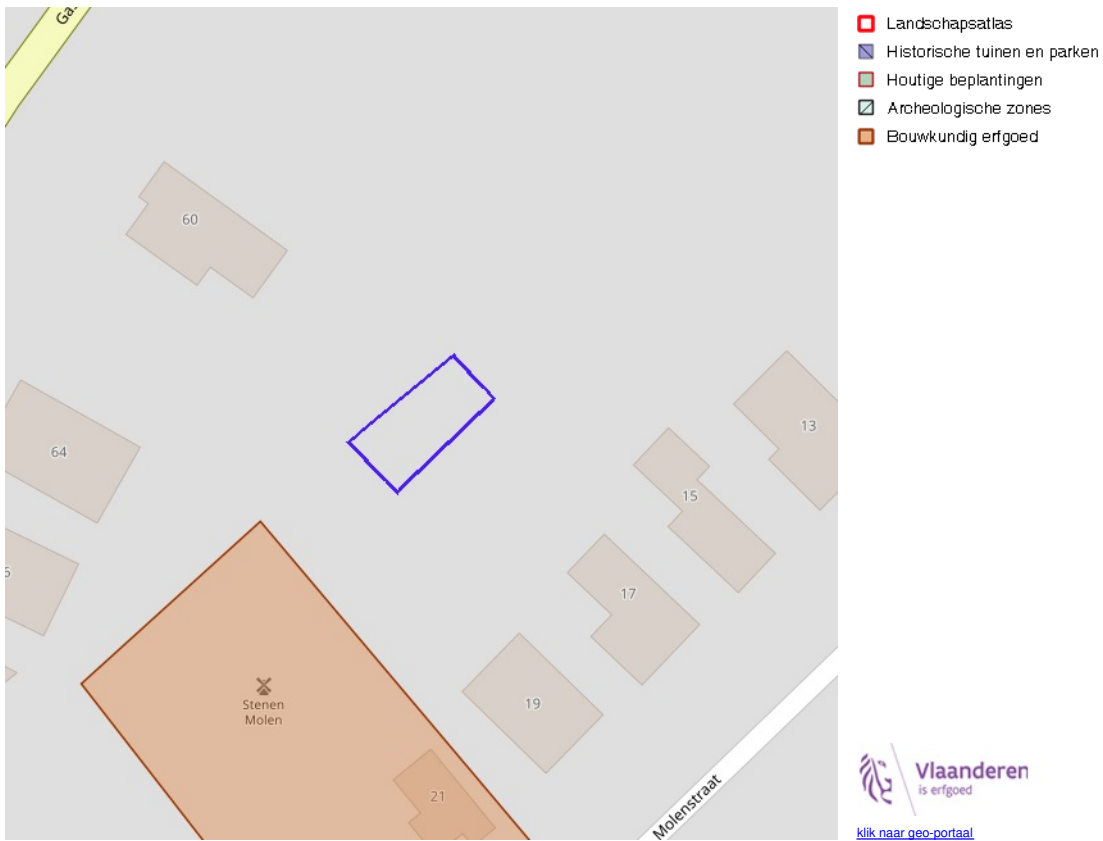 Landschapsatlas
Historische tuinen en parken
Houtige beplantingen
Archeologische zones
Bouwkundig erfgoed
60
64
13
15
17
Stenen
Molen
19
21
Molenstraat
Vlaanderen
is erfgoed
klik naar geo-portaal